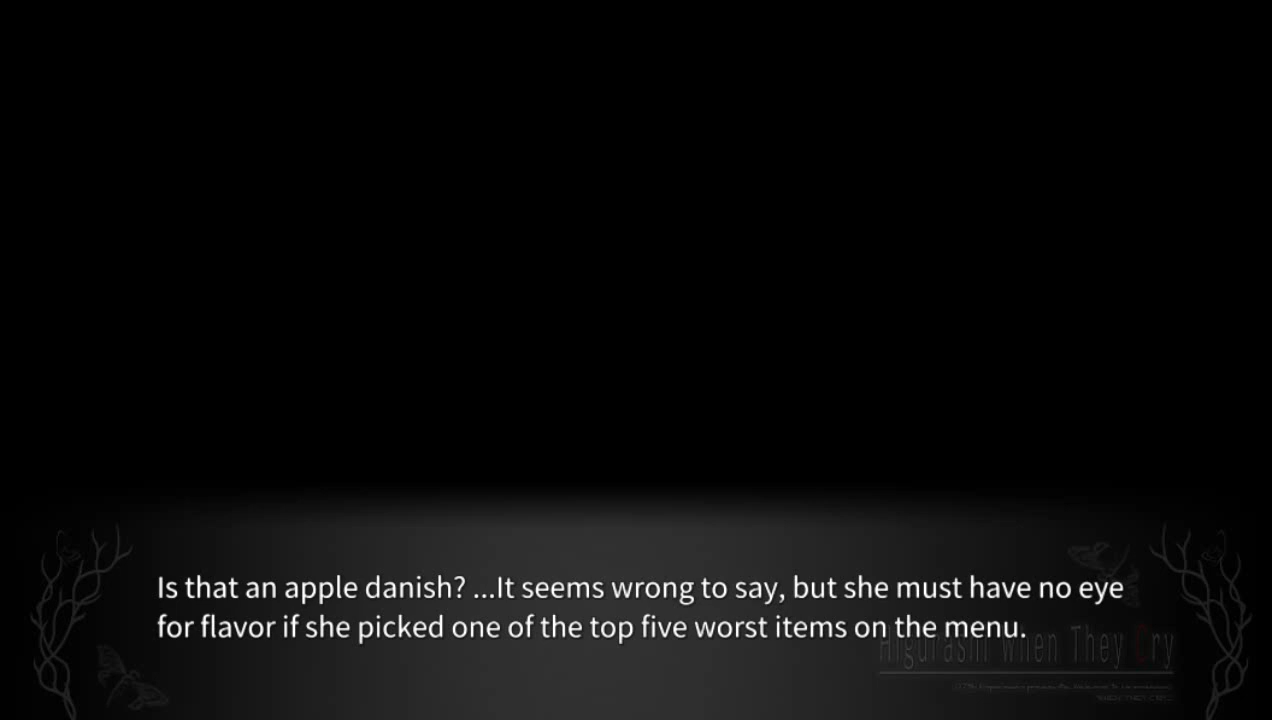 Is that an apple danish? ...It seems wrong to say, but she must have no eye
for flavor if she picked one of the top five worst items on the menu.
Higurashi When They Cry